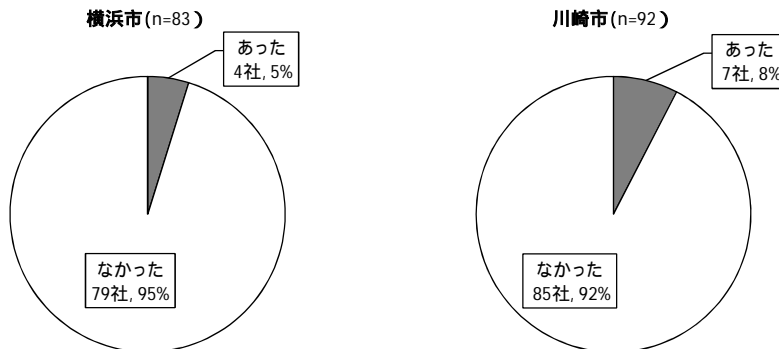 横浜市(n=83)
あった
4社, 5%
なかった
79社, 95%
川崎市(n=92)
あった
7社, 8%
なかった
85社, 92%